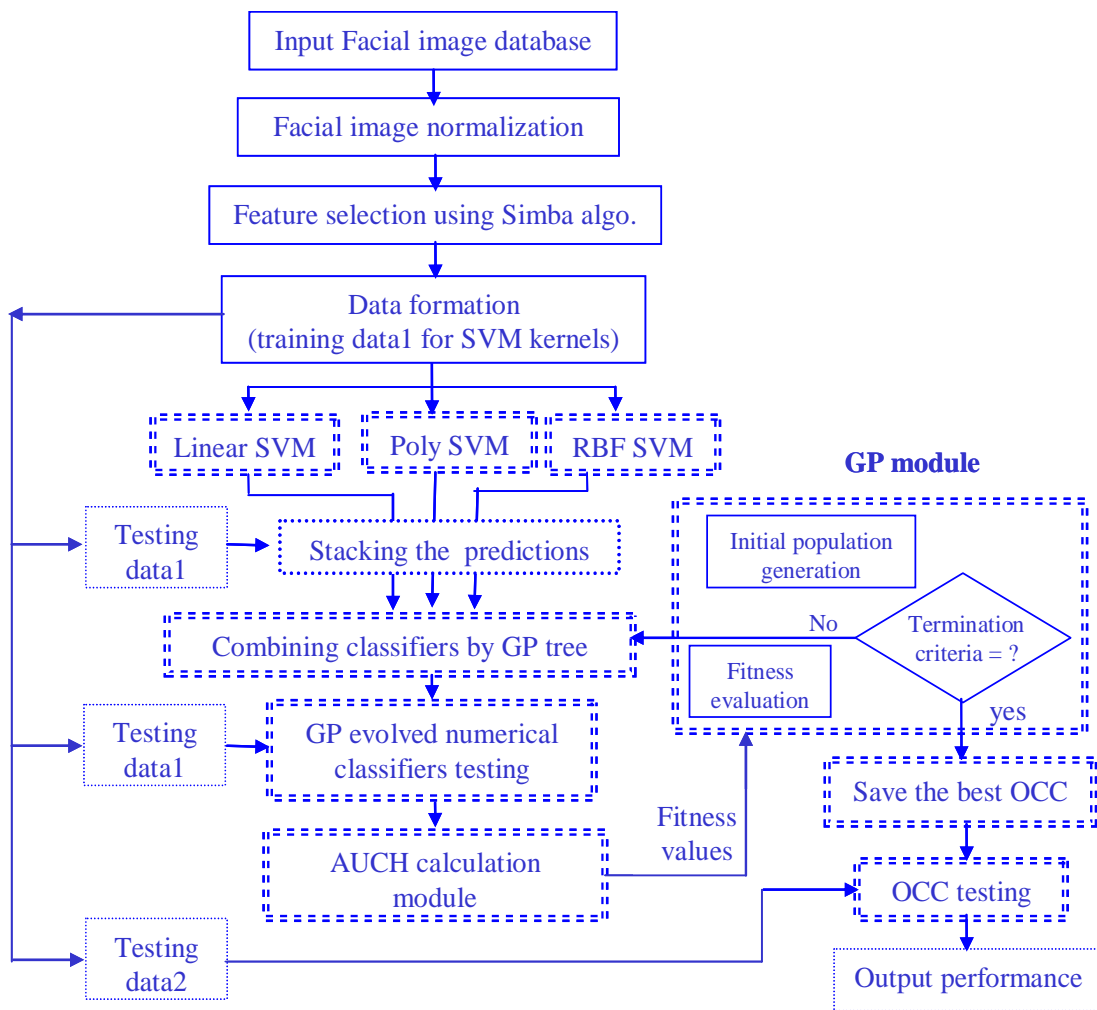 Input Facial image database
Facial image normalization
Feature selection using Simba algo.
Data formation
(training data1 for SVM kernels)
Linear SVM
Poly SVM
RBF SVM
GP module
Testing
data1
Stacking the predictions
Initial population
generation
Combining classifiers by GP tree
No
Termination
criteria = ?
Fitness
evaluation
yes
Testing
data1
GP evolved numerical
classifiers testing
Save the best OCC
Fitness
values
AUCH calculation
module
OCC testing
Testing
data2
Output performance